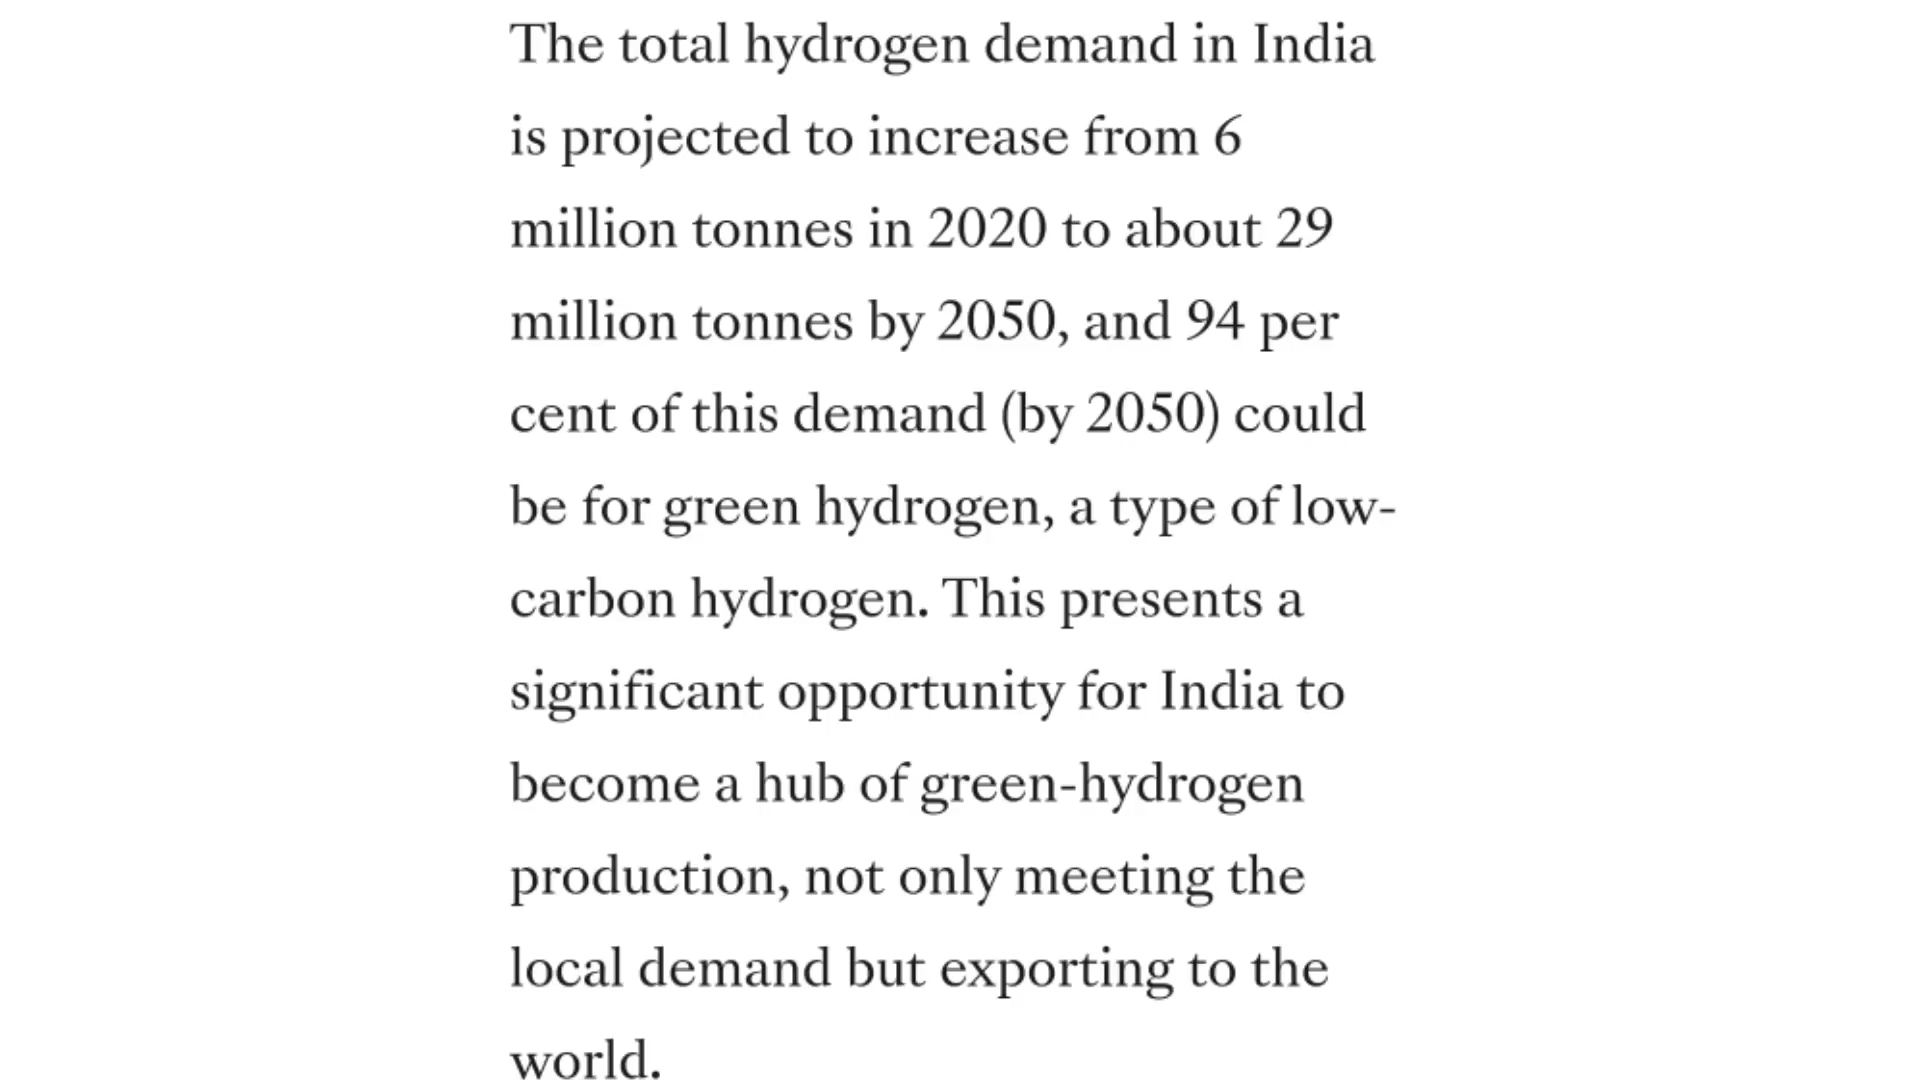 The total hydrogen demand in India
is projected to increase from 6
million tonnes in 2020 to about 29
million tonnes by 2050, and 94 per
cent of this demand (by 2050) could
be for green hydrogen, a type of low-
carbon hydrogen. This presents a
significant opportunity for India to
become a hub of green-hydrogen
production, not only meeting the
local demand but exporting to the
world.